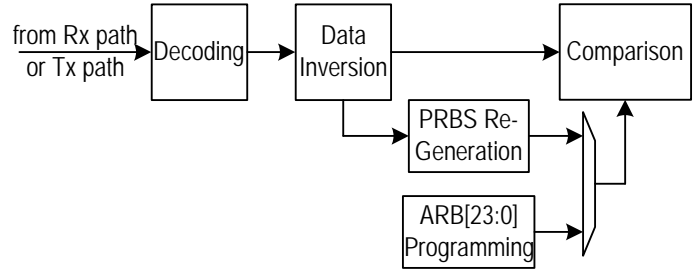 from Rx path
or Tx path
Decoding
Data
Inversion
Comparison
PRBS Re-
Generation
ARB[23:0]
Programming